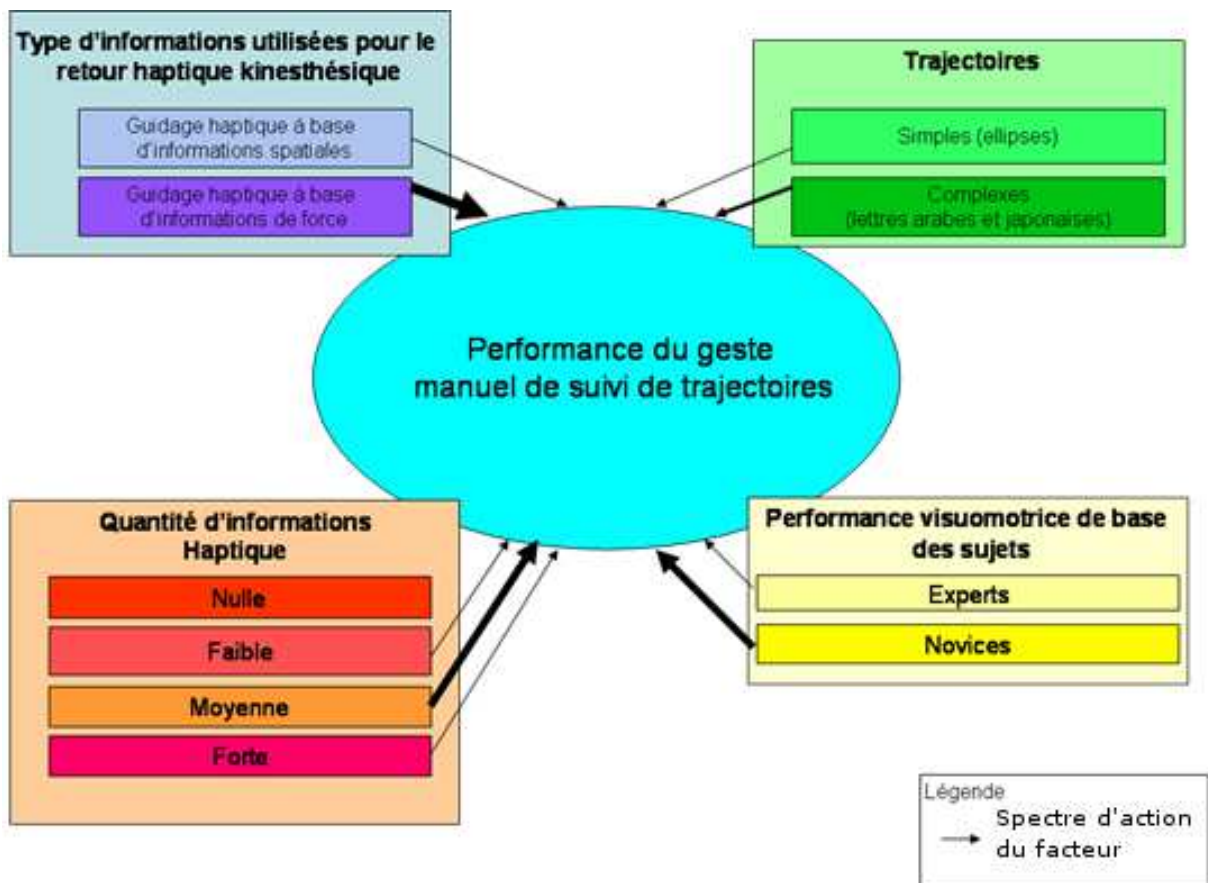 Type d'informations utilisées pour le
retour haptique kinesthésique
Guidage haptique á base
d'informations spatiales
Guidage haptique á base
d'informations de force
Trajectoires
Simples (ellipses)
Complexes
(lettres arabes et japonaises)
Performance du geste
manuel de suivi de trajectoires
Quantité d'informations
Haptique
Nulle
Faible
Moyenne
Forte
Performance visuomotrice de base
des sujets
Experts
Novices
Légende
Spectre d'action
du facteur